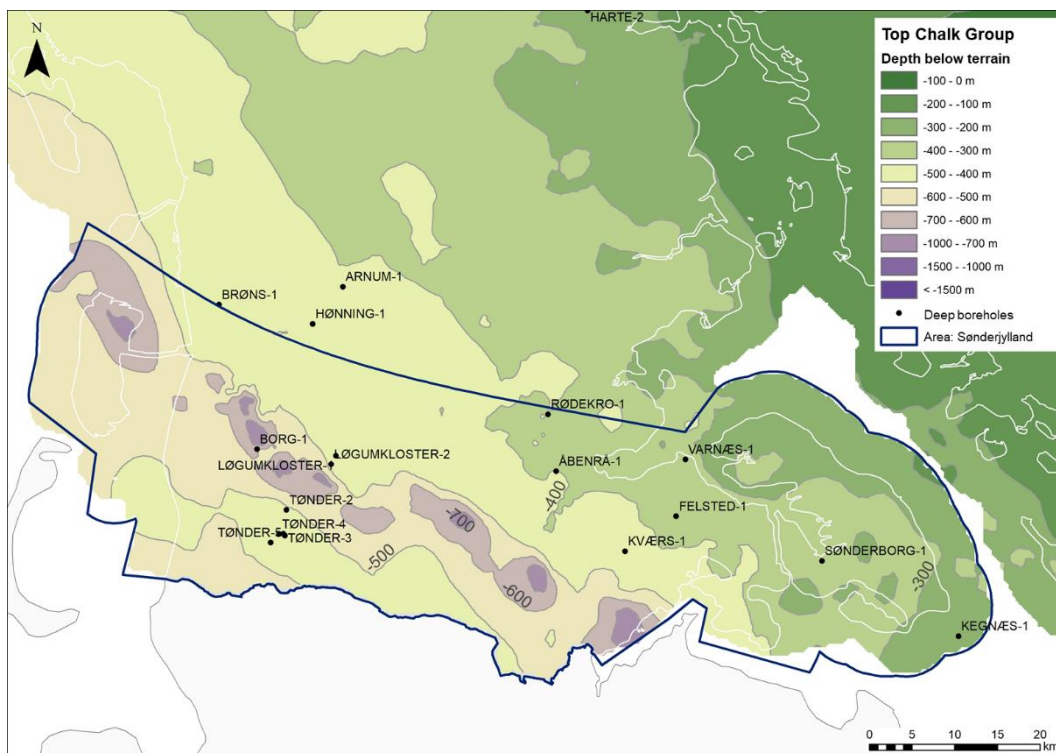 N
HARTE-2
Top Chalk Group
Depth below terrain
-100 - 0 m
-200 - -100 m
-300 - -200 m
-400 - -300 m
-500 - -400 m
-600 - -500 m
-700 - -600 m
-1000 - -700 m
-1500 - -1000 m
< -1500 m
Deep boreholes
Area: Sønderjylland
ARNUM-1
BRØNS-1
HØNNING-1
RØDEKRO-1
BORG-1
LØGUMKLOSTER-2
LØGUMKLOSTER-1
VARNÆS-1
ÅBENRÅ-1
-400
TØNDER-2
FELSTED-1
-700
TØNDER-4
TØNDER-5
TØNDER-3
-500
KVÆRS-1
SØNDERBORG-1
-300
-600
KEGNÆS-1
0 5 10 15 20
km